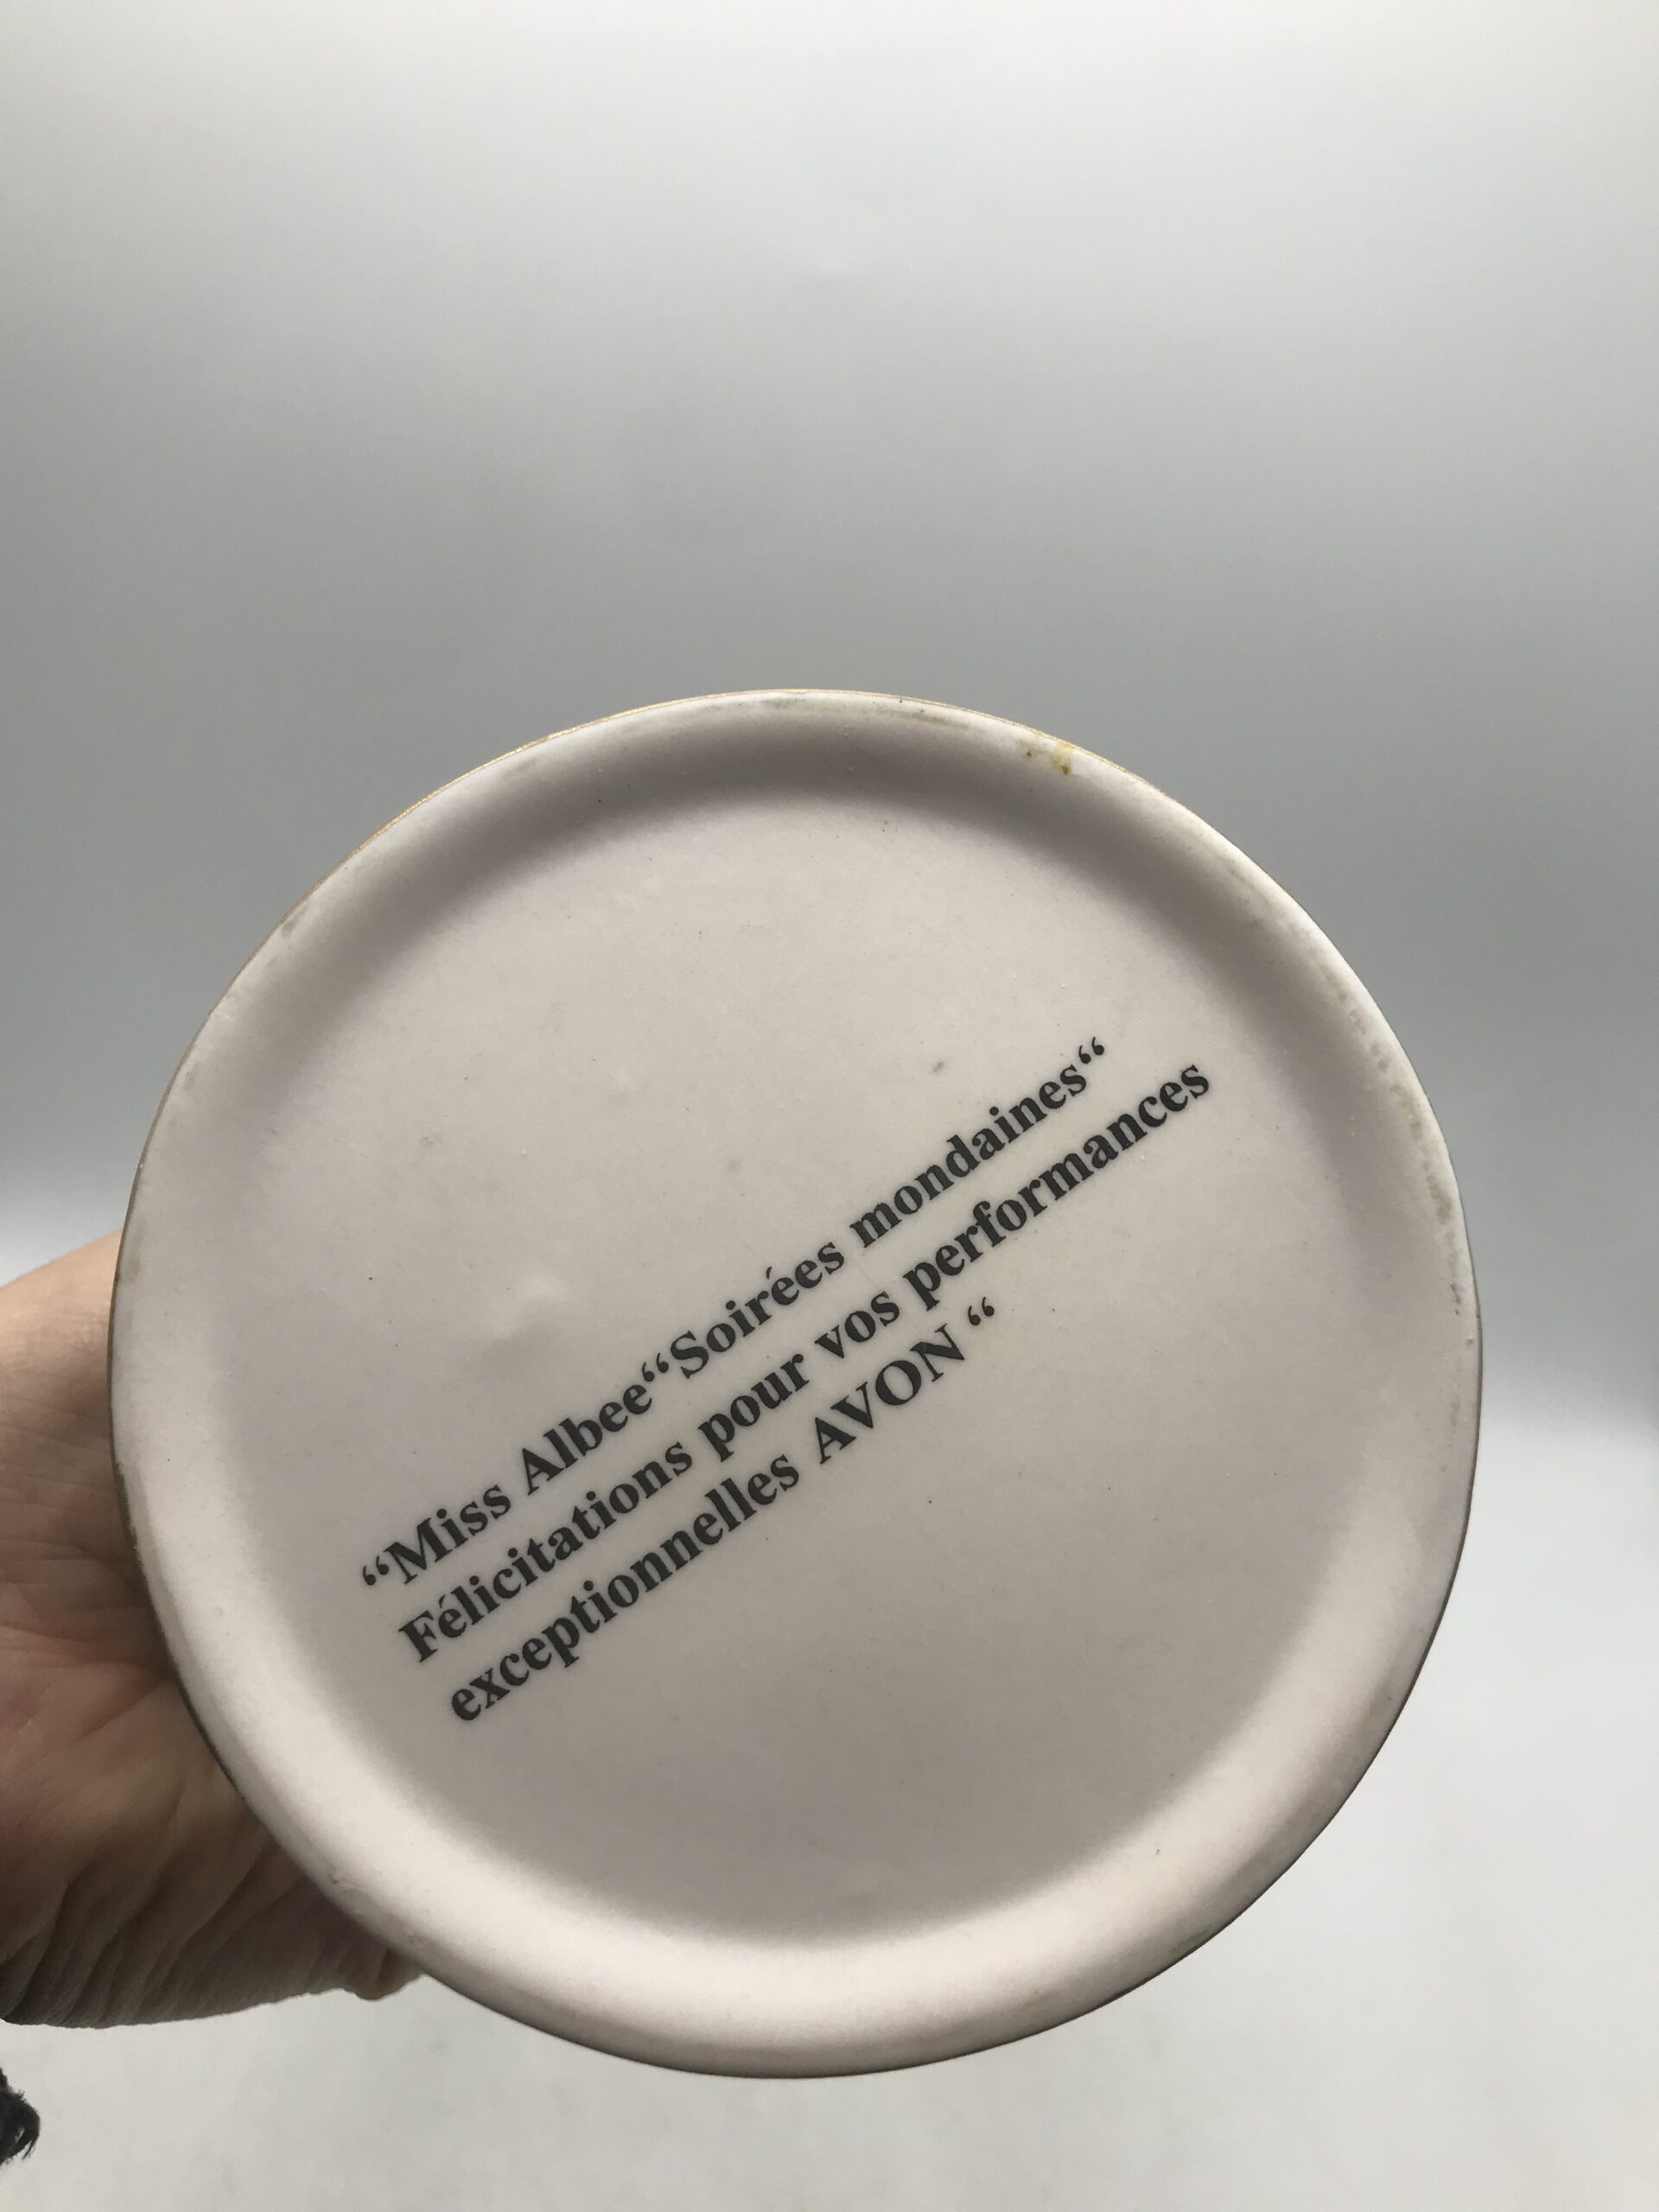 “Miss Albee“Soirées mondaines“
Félicitations pour vos performances
exceptionnelles AVON “